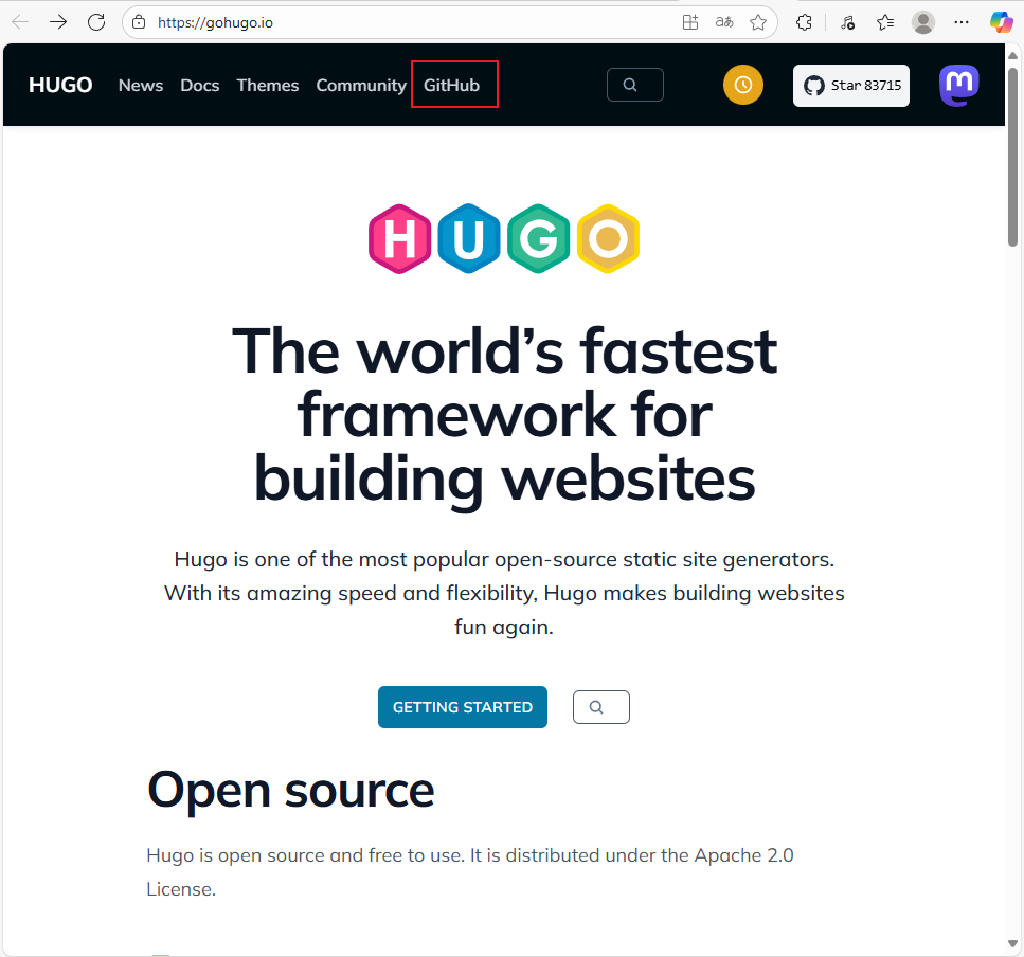 https://gohugo.io
HUGO News Docs Themes Community GitHub Star 83715
HUGO
The world’s fastest
framework for
building websites
Hugo is one of the most popular open-source static site generators.
With its amazing speed and flexibility, Hugo makes building websites
fun again.
GETTING STARTED
Open source
Hugo is open source and free to use. It is distributed under the Apache 2.0
License.